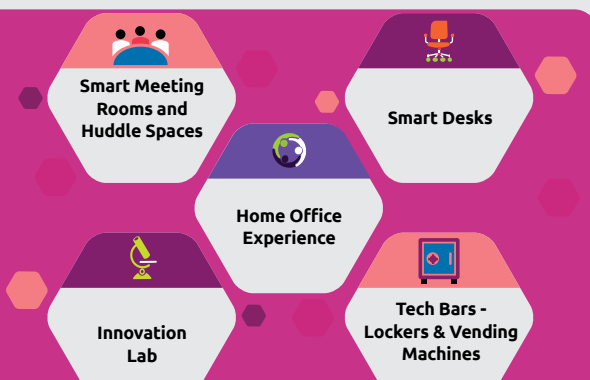 Smart Meeting
Rooms and
Huddle Spaces
Smart Desks
Home Office
Experience
Innovation
Lab
Tech Bars -
Lockers & Vending
Machines